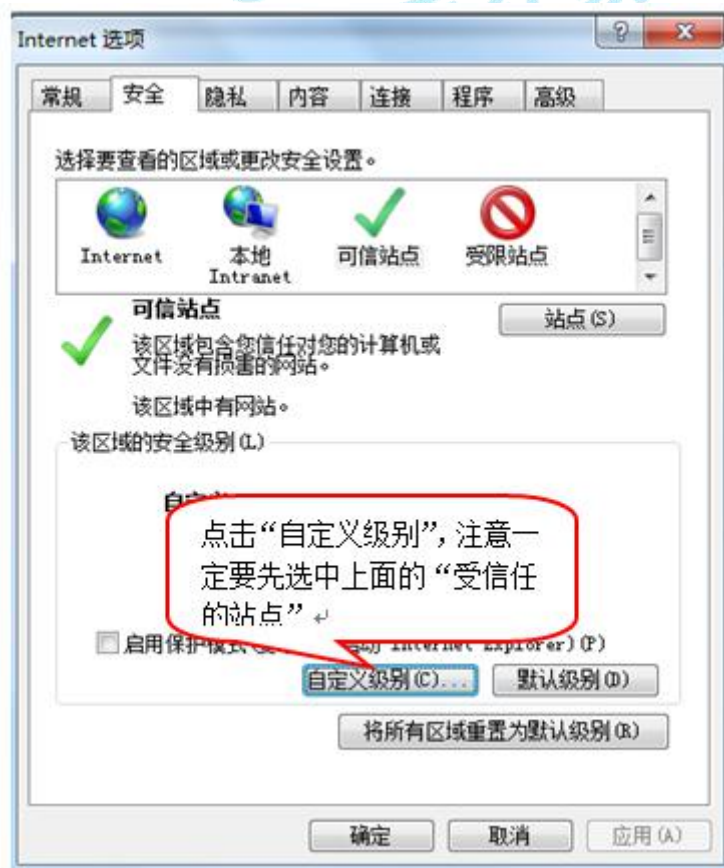 Internet 选项
常规 安全 隐私 内容 连接 程序 高级
选择要查看的区域或更改安全设置。
Internet 本地 可信站点 受限站点
Intranet
可信站点
站点(S)
该区域包含您信任对您的计算机或
文件没有损害的网站。
该区域中有网站。
该区域的安全级别(L)
点击“自定义级别”，注意一
定要先选中上面的“受信任
的站点”
启用保护模式 Internet Explorer)(P)
自定义级别(C)... 默认级别(D)
将所有区域重置为默认级别(R)
确定 取消 应用(A)